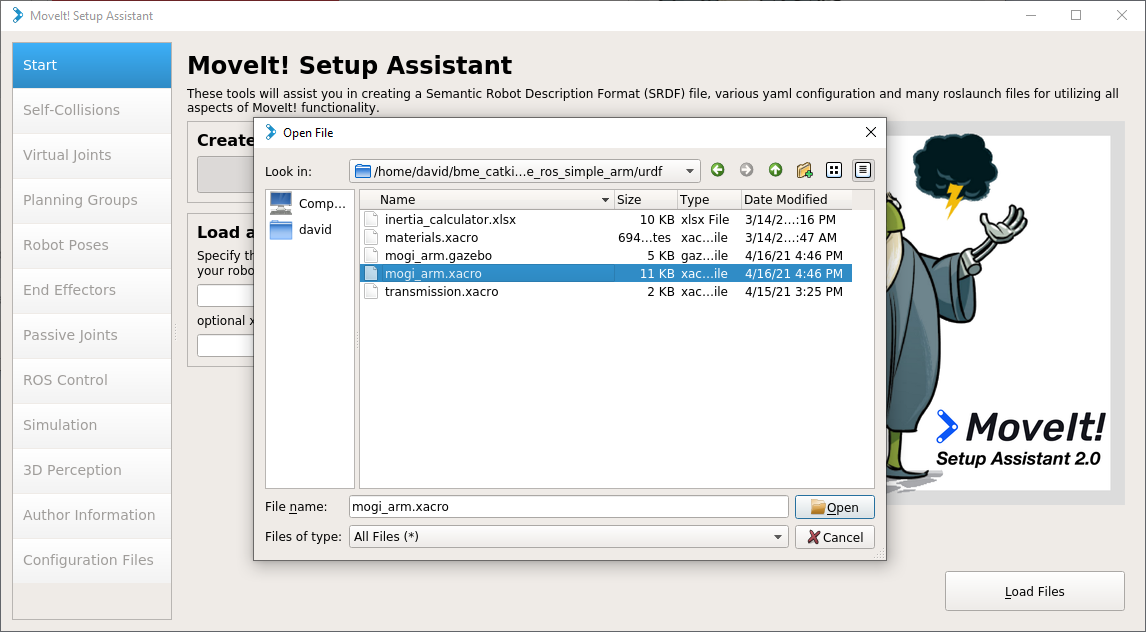 MoveIt! Setup Assistant
Start
Self-Collisions
Virtual Joints
Planning Groups
Robot Poses
End Effectors
Passive Joints
ROS Control
Simulation
3D Perception
Author Information
Configuration Files
MoveIt! Setup Assistant
These tools will assist you in creating a Semantic Robot Description Format (SRDF) file, various yaml configuration and many roslaunch files for utilizing all
aspects of MoveIt! functionality.
Create
Load a
Specify th
your robo
optional x
Open File
Look in: /home/david/bme_catki...e_ros_simple_arm/urdf
Comp...
david
Name Size Type Date Modified
inertia_calculator.xlsx 10 KB xlsx File 3/14/2...:16 PM
materials.xacro 694...tes xac...ile 3/14/2...:47 AM
mogi_arm.gazebo 5 KB gaz...ile 4/16/21 4:46 PM
mogi_arm.xacro 11 KB xac...ile 4/16/21 4:46 PM
transmission.xacro 2 KB xac...ile 4/15/21 3:25 PM
File name: mogi_arm.xacro Open
Files of type: All Files (*) Cancel
MoveIt!
Setup Assistant 2.0
Load Files